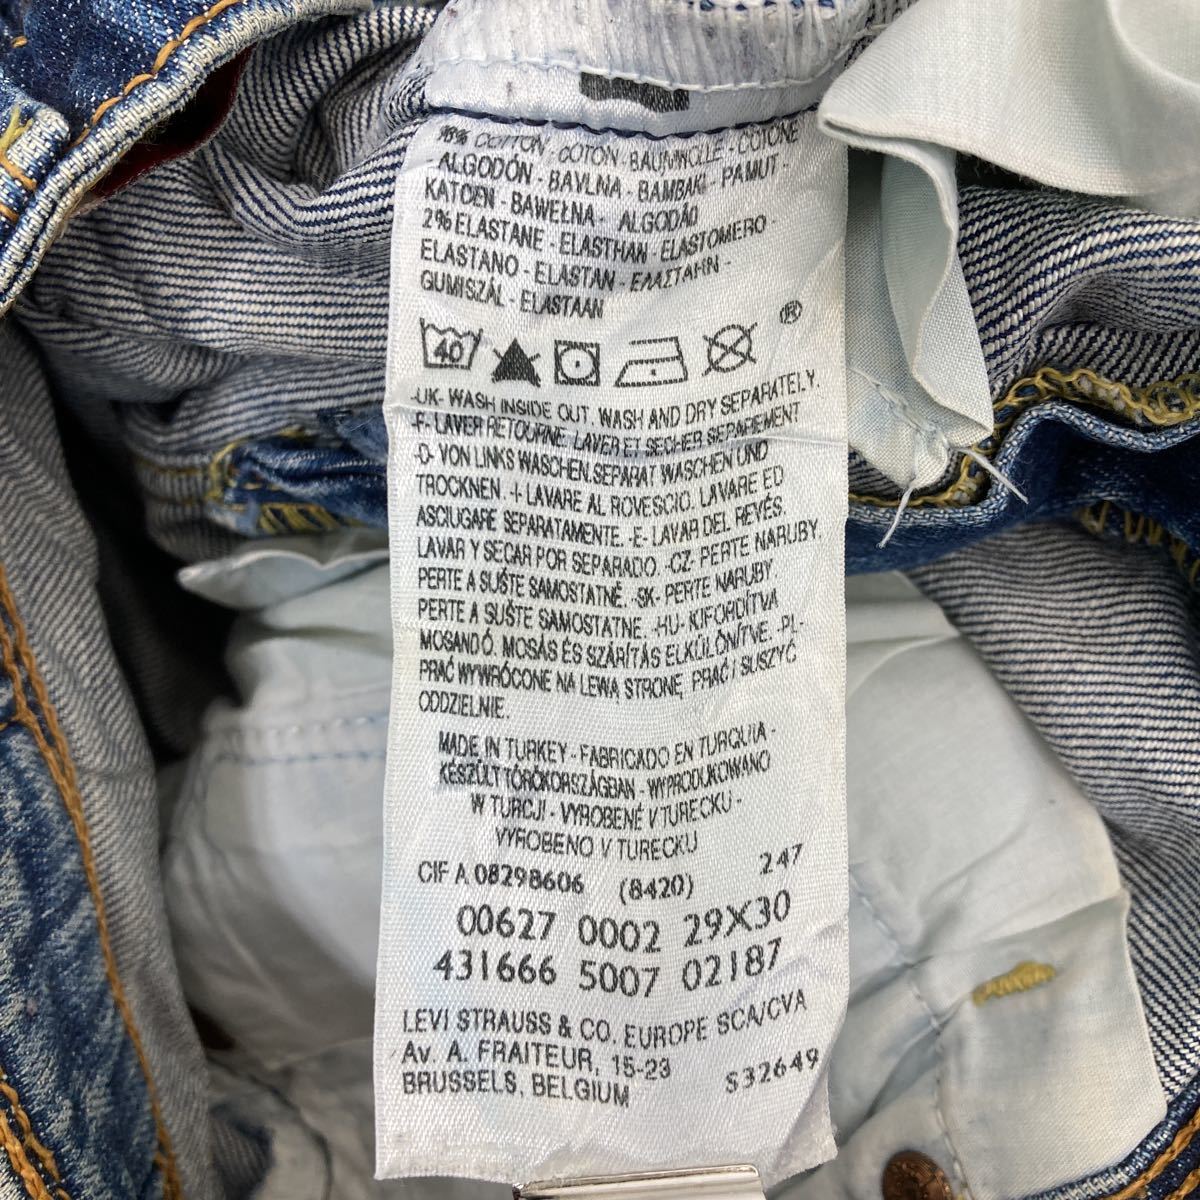 98% COTTON - COTON - BAUMWOLLE - COTONE
- ALGODÓN - BAVLNA - BAMBAKI - PAMUT -
KATOEN - BAWEŁNA - ALGODÃO
2% ELASTANE - ELASTHAN - ELASTOMERO -
ELASTANO - ELASTAN - ΕΛΑΣΤΑΗΝ -
GUMISZÁL - ELASTAAN
40
®
-UK- WASH INSIDE OUT. WASH AND DRY SEPARATELY.
-F- LAVER RETOURNE. LAVER ET SECHER SEPAREMENT
-D- VON LINKS WASCHEN. SEPARAT WASCHEN UND
TROCKNEN. -I- LAVARE AL ROVESCIO. LAVARE ED
ASCIUGARE SEPARATAMENTE. -E- LAVAR DEL REVÉS.
LAVAR Y SECAR POR SEPARADO. -CZ- PERTE NARUBY.
PERTE A SUŠTE SAMOSTATNĚ. -SK- PERTE NARUBY.
PERTE A SUŠTE SAMOSTATNE. -HU- KIFORDÍTVA
MOSANDÓ. MOSÁS ÉS SZÁRÍTÁS ELKÜLÖNÍTVE. -PL-
PRAĆ WYWRÓCONE NA LEWĄ STRONĘ, PRAĆ I SUSZYĆ
ODDZIELNIE.
MADE IN TURKEY - FABRICADO EN TURQUIA -
KÉSZÜLT TÖRÖKORSZÁGBAN - WYPRODUKOWANO
W TURCJI - VYROBENÉ V TURECKU -
VYROBENO V TURECKU
CIF A 08298606 (8420) 247
00627 0002 29X30
431666 5007 02187
LEVI STRAUSS & CO. EUROPE SCA/CVA
Av. A. FRAITEUR, 15-23
BRUSSELS, BELGIUM S32649